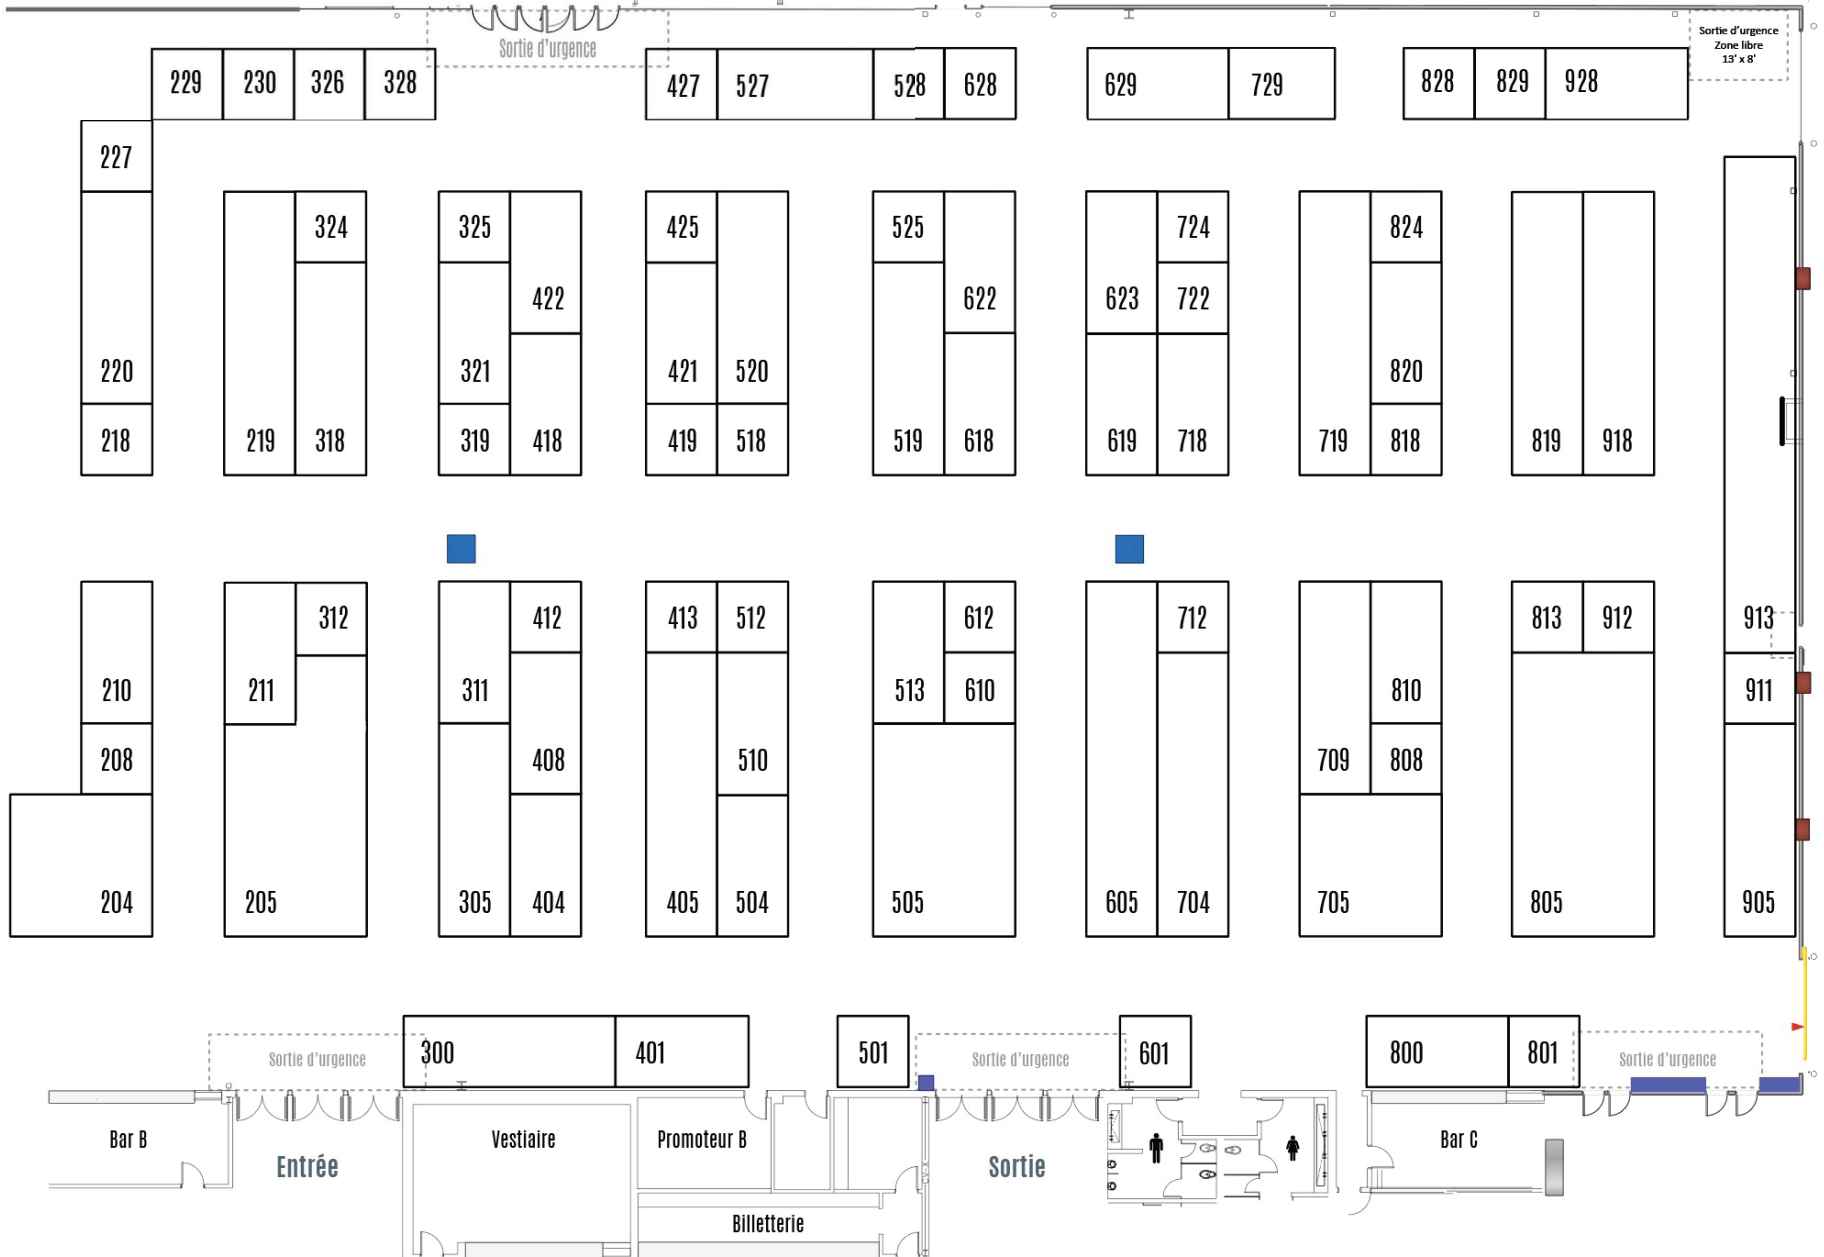 Sortie d'urgence
Sortie d'urgence
Zone libre
13' x 8'
229 230 326 328 427 527 528 628 629 729 828 829 928
227
324 325 425 525 724 824
422 622 623 722
220 321 421 520 820
218 219 318 319 418 419 518 519 618 619 718 719 818 819 918
312 412 413 512 612 712 813 912 913
210 211 311 513 610 810 911
208 408 510 709 808
204 205 305 404 405 504 505 605 704 705 805 905
Sortie d'urgence 300 401 501 Sortie d'urgence 601 800 801 Sortie d'urgence
Bar B Vestiaire Promoteur B Bar C
Entrée Sortie
Billetterie